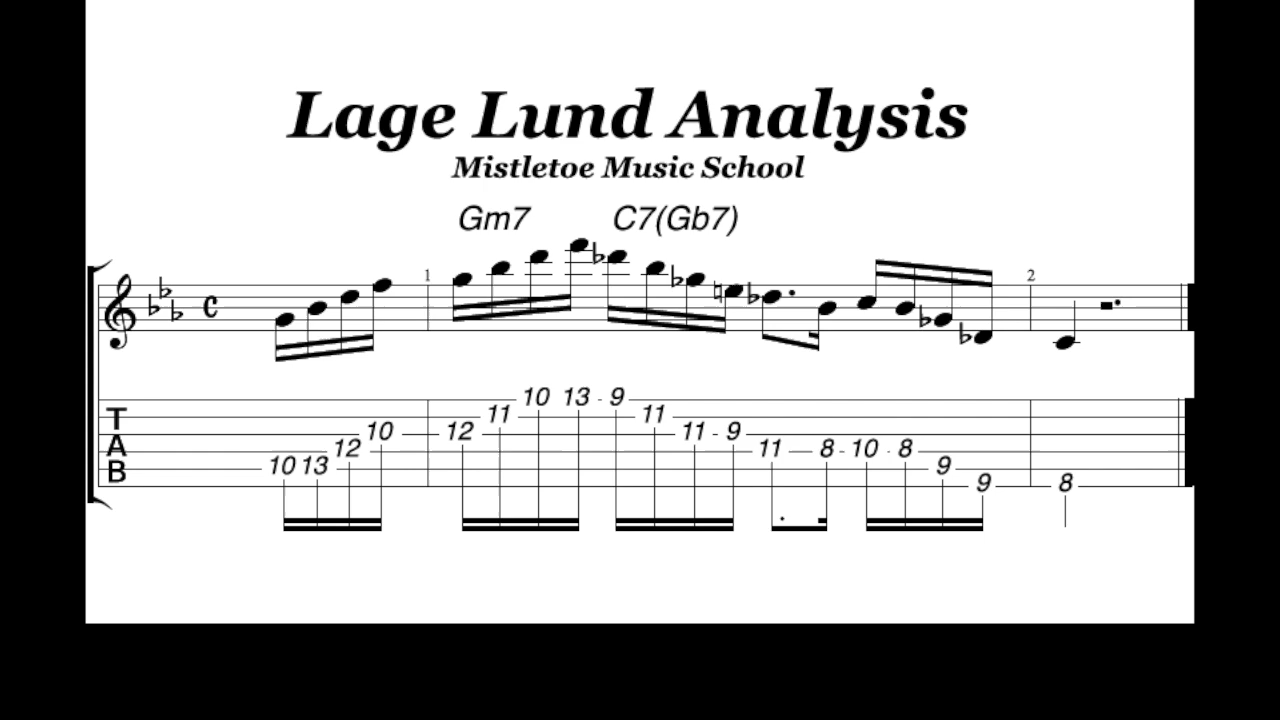 Lage Lund Analysis
Mistletoe Music School
Gm7 C7(Gb7)
1 2
T
A
B
10 13 12 10 12 11 10 13 9 11 11 9 11 8 10 8 9 9 8